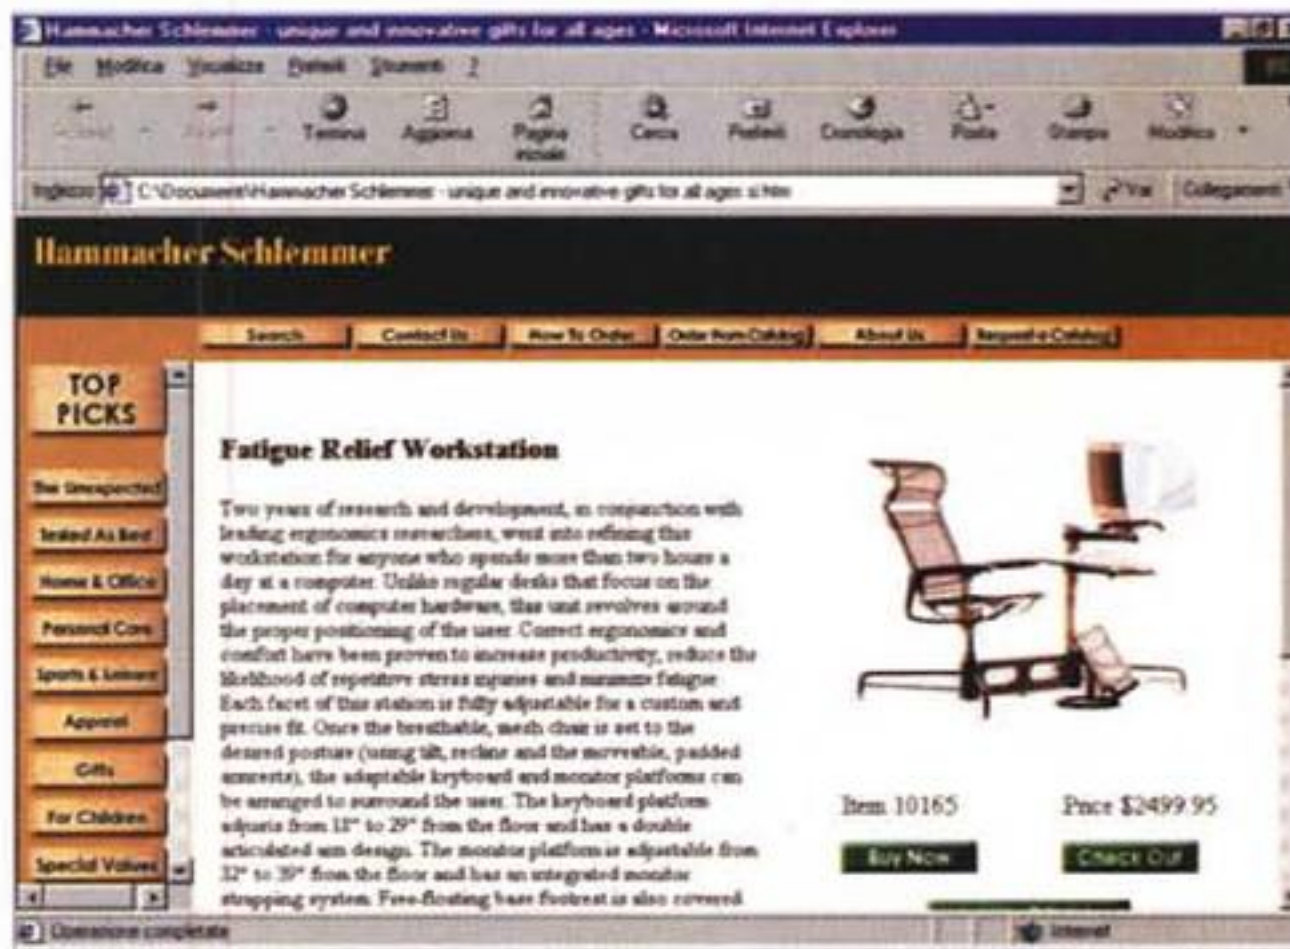 Hammacher Schlemmer - unique and innovative gifts for all ages - Microsoft Internet Explorer
File Modifica Visualizza Preferiti Strumenti ?
Termina Aggiorna Pagina iniziale Cerca Preferiti Cronologia Posta Stampa Modifica
Indirizzo C:\Documenti\Hammacher Schlemmer - unique and innovative gifts for all ages si.htm Vai Collegamenti
Hammacher Schlemmer
Search Contact Us How To Order Order from Catalog About Us Request a Catalog
TOP
PICKS
The Unexpected
Tested As Best
Home & Office
Personal Care
Sports & Leisure
Apparel
Gifts
For Children
Special Values
Fatigue Relief Workstation
Two years of research and development, in conjunction with
leading ergonomics researchers, went into refining this
workstation for anyone who spends more than two hours a
day at a computer. Unlike regular desks that focus on the
placement of computer hardware, this unit revolves around
the proper positioning of the user. Correct ergonomics and
comfort have been proven to increase productivity, reduce the
likelihood of repetitive stress injuries and minimize fatigue
Each facet of this station is fully adjustable for a custom and
precise fit. Once the breathable, mesh chair is set to the
desired posture (using tilt, recline and the moveable, padded
armrests), the adaptable keyboard and monitor platforms can
be arranged to surround the user. The keyboard platform
adjusts from 18" to 29" from the floor and has a double
articulated arm design. The monitor platform is adjustable from
32" to 39" from the floor and has an integrated monitor
strapping system. Free-floating base footrest is also covered
Item 10165 Price $2499.95
Buy Now Check Out
Operazione completata Internet